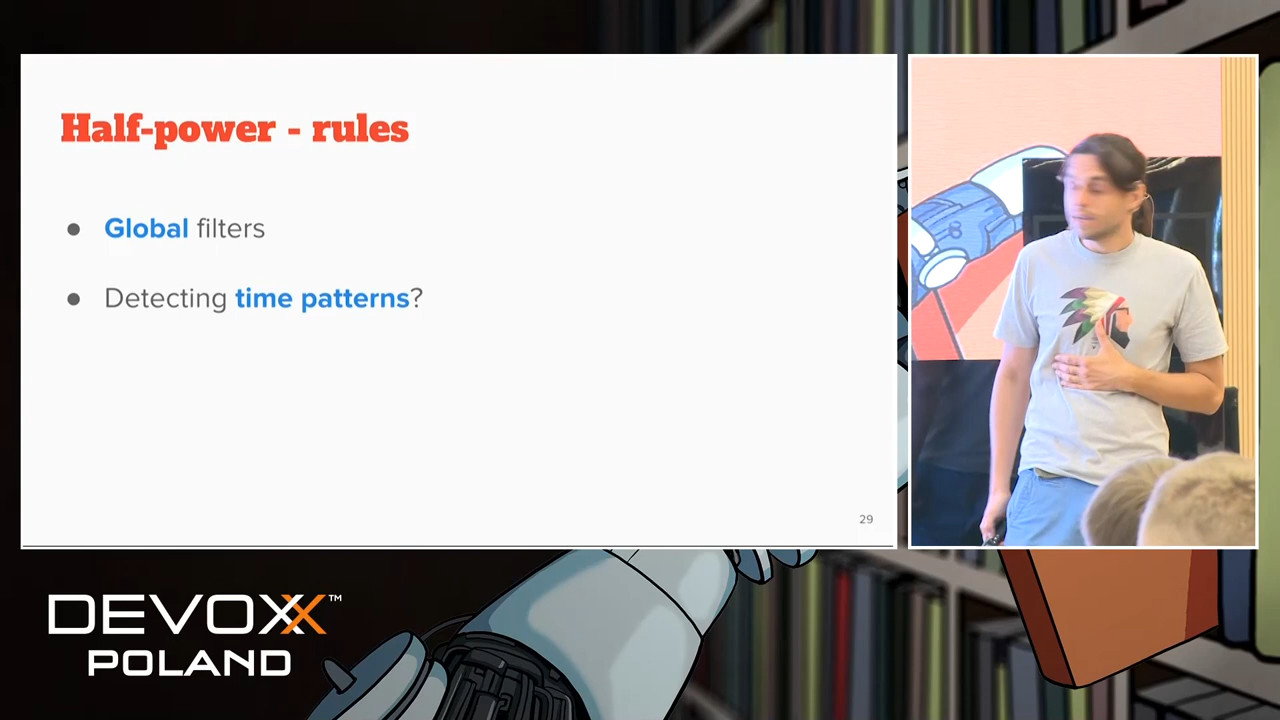 Half-power - rules
● Global filters
● Detecting time patterns?
29
DEVOXX™
POLAND